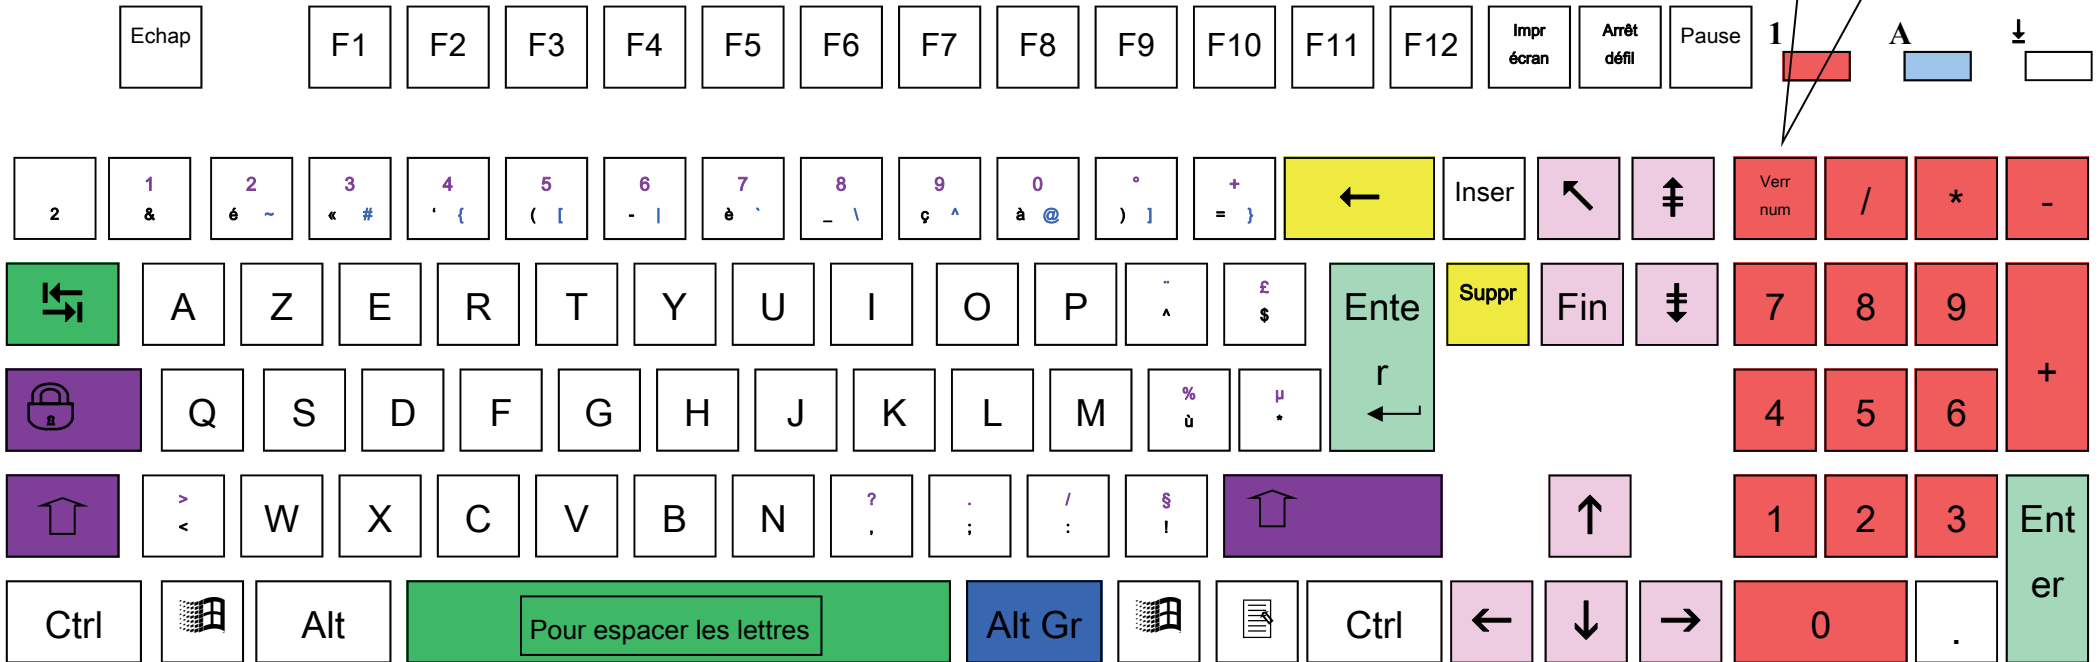 Echap F1 F2 F3 F4 F5 F6 F7 F8 F9 F10 F11 F12 Impr écran Arrêt défil Pause 1 A
2 1 & 2 é ~ 3 « # 4 ‘ { 5 ( [ 6 - | 7 è ` 8 _ \ 9 ç ^ 0 à @ ° ) ] + = } ← Inser ↖ ⇞ Verr num / * -
A Z E R T Y U I O P ¨ ^ £ $ Ente r Suppr Fin ⇟ 7 8 9 +
Q S D F G H J K L M % ù µ * 4 5 6
> < W X C V B N ? , . ; / : § ! ↑ 1 2 3 Ent er
Ctrl Alt Pour espacer les lettres Alt Gr Ctrl ← ↓ → 0 .